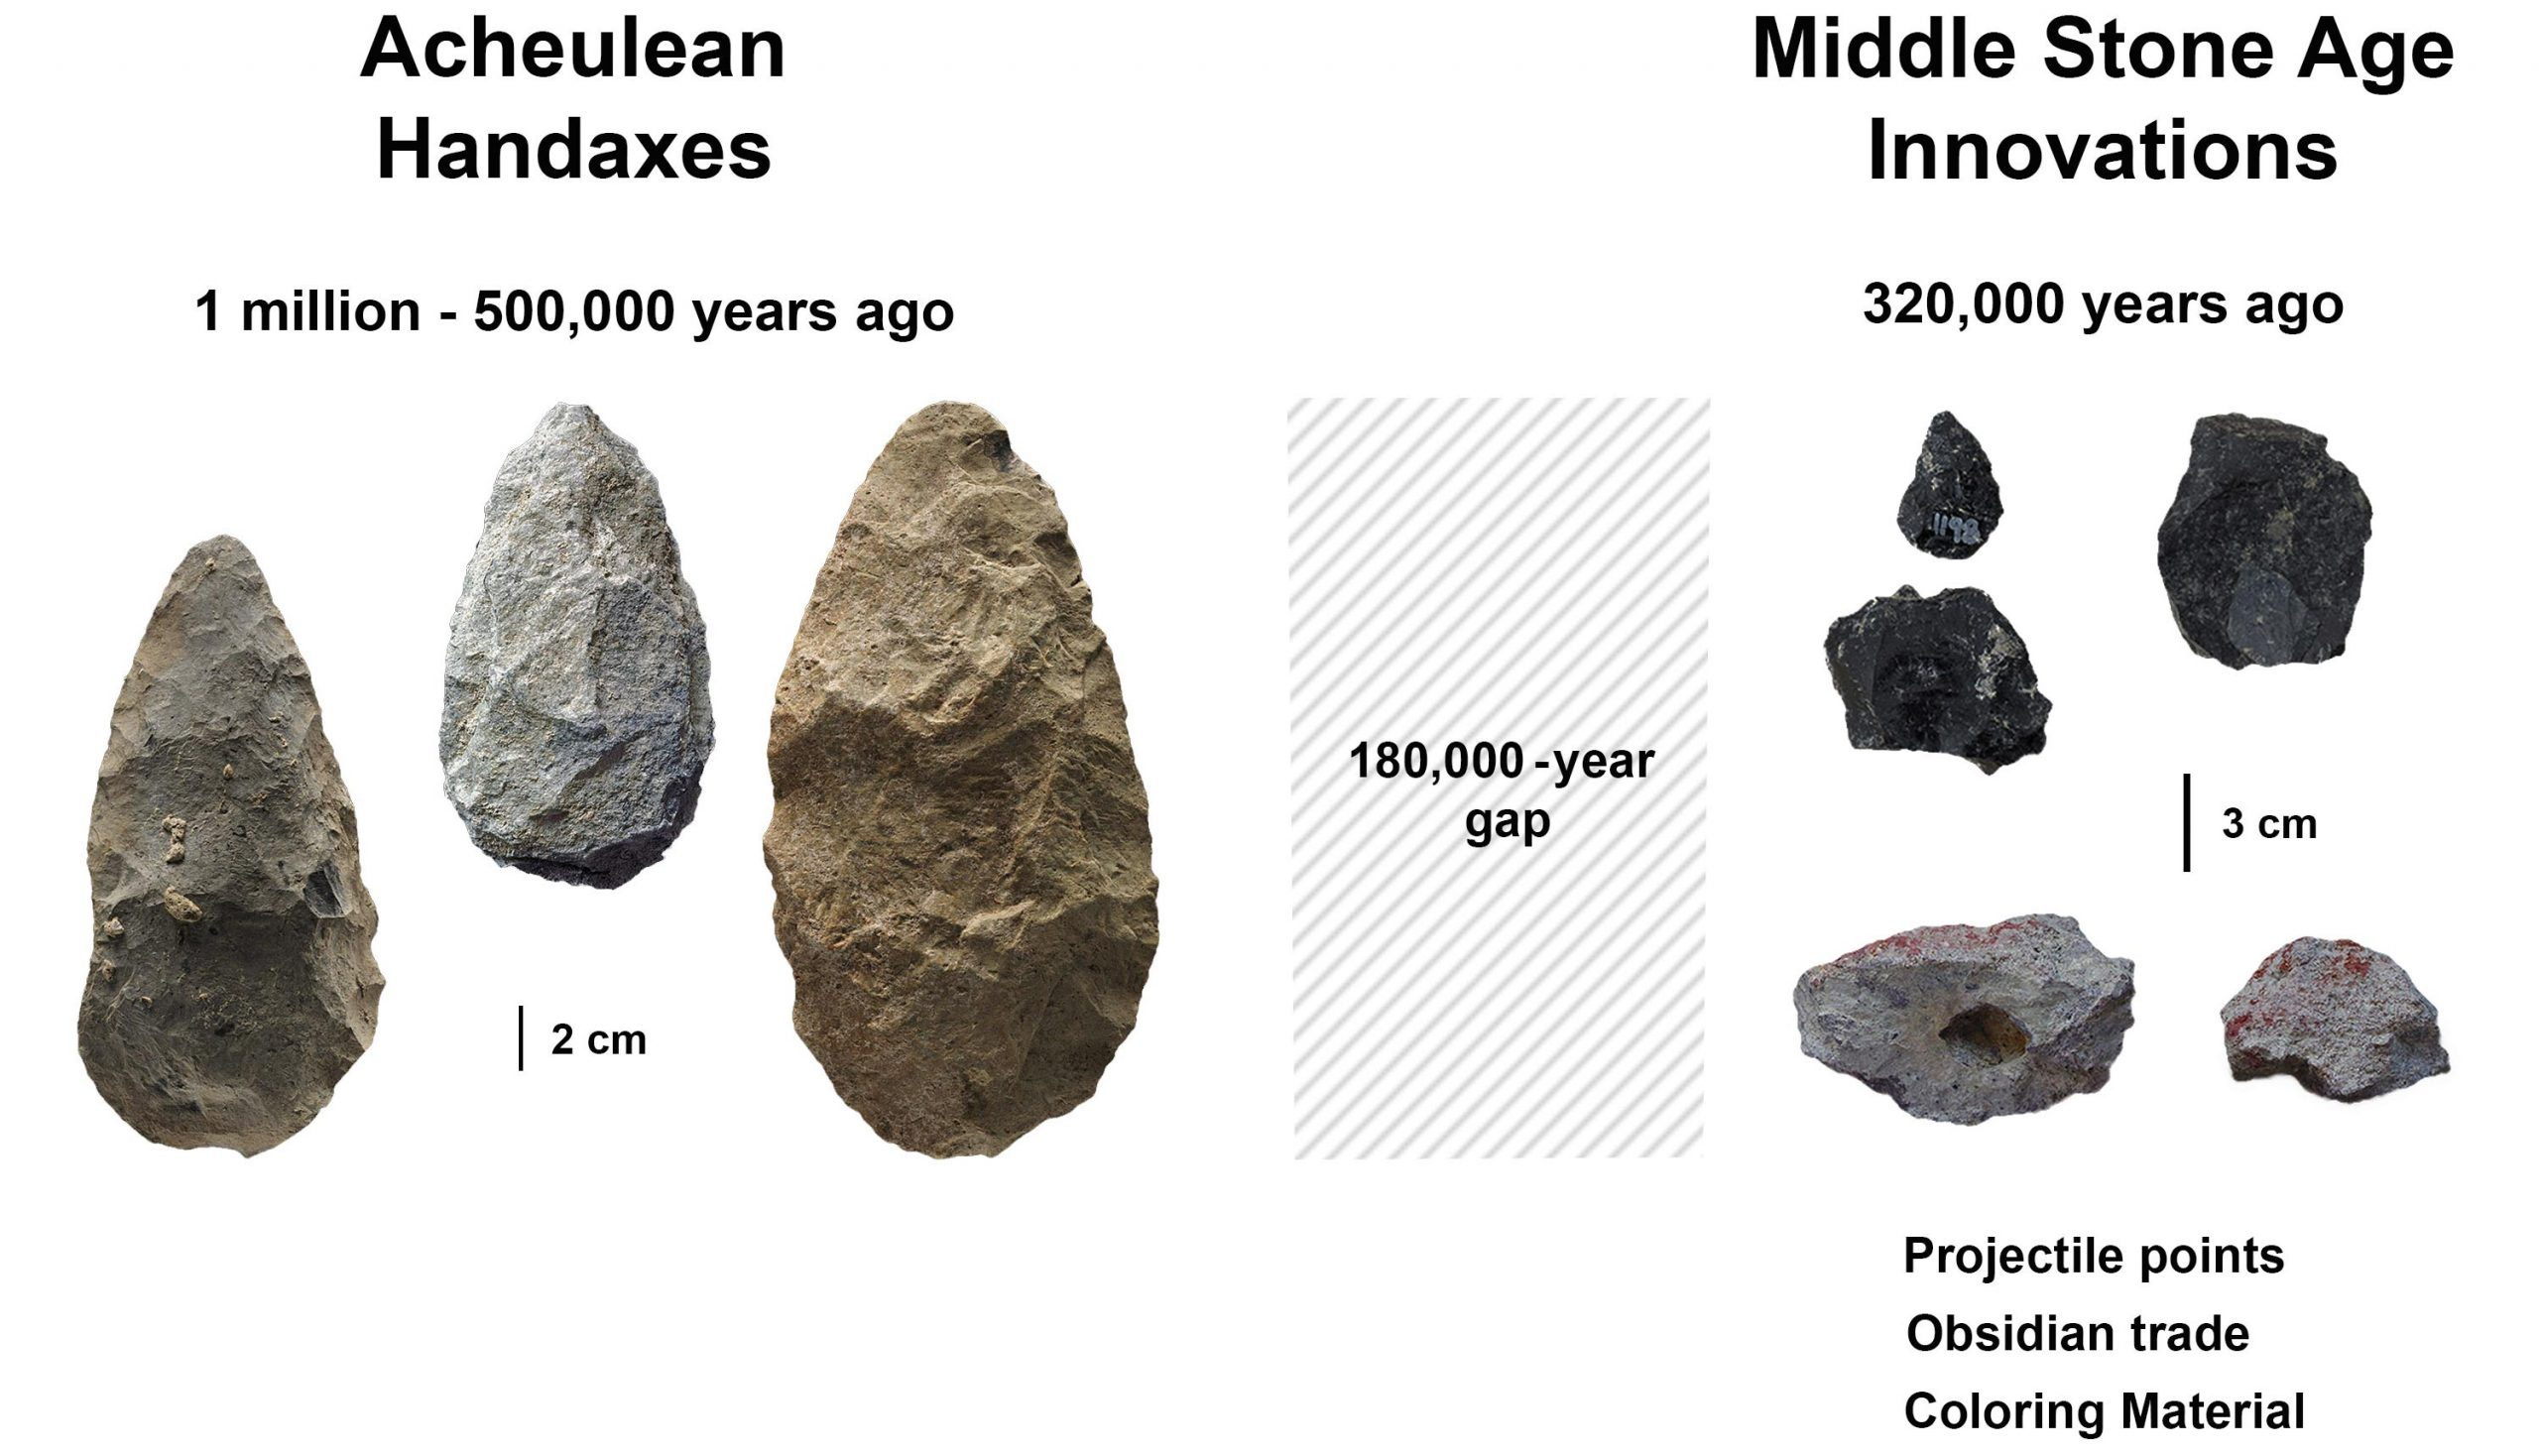 Acheulean
Handaxes
1 million - 500,000 years ago
2 cm
180,000 -year
gap
Middle Stone Age
Innovations
320,000 years ago
1198
3 cm
Projectile points
Obsidian trade
Coloring Material